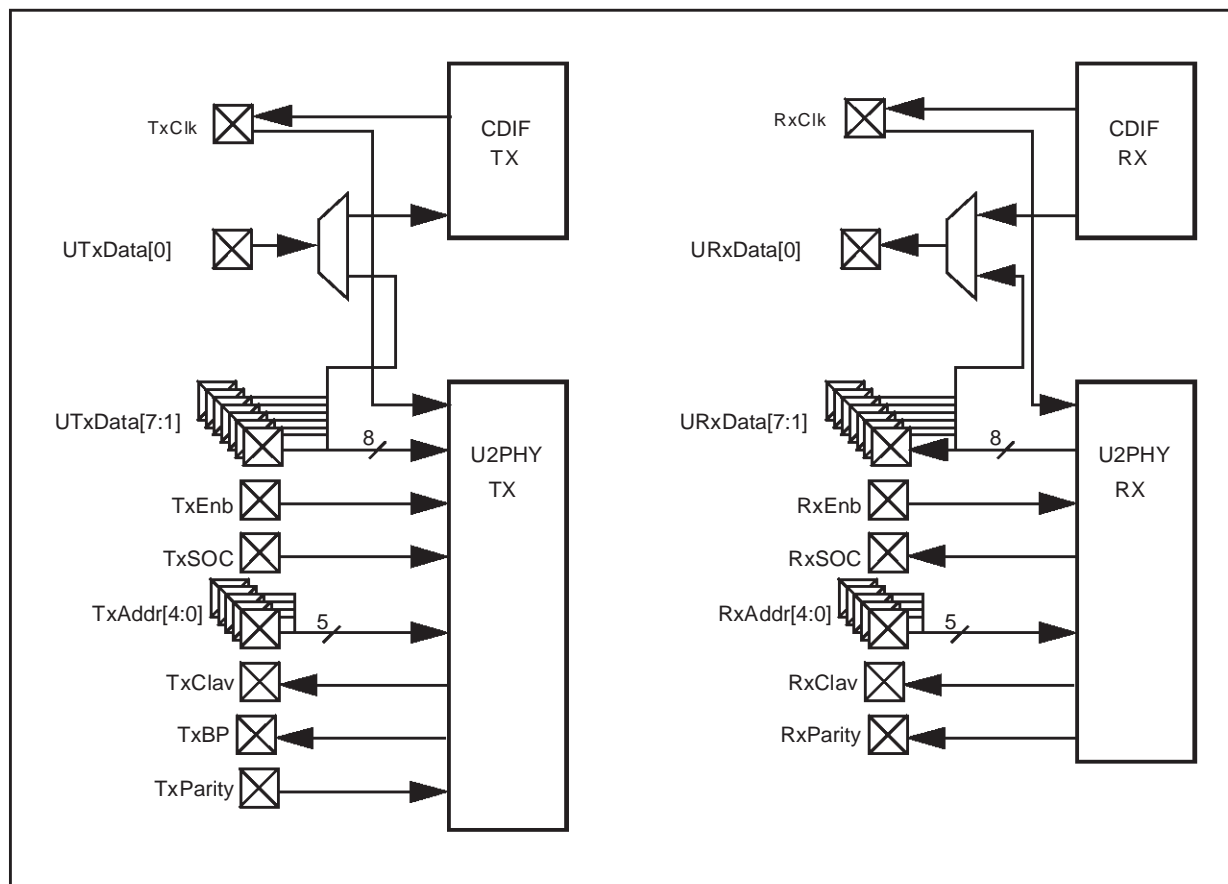 TxClk
CDIF
TX
UTxData[0]
UTxData[7:1]
8
U2PHY
TX
TxEnb
TxSOC
TxAddr[4:0]
5
TxClav
TxBP
TxParity
RxClk
CDIF
RX
URxData[0]
URxData[7:1]
8
U2PHY
RX
RxEnb
RxSOC
RxAddr[4:0]
5
RxClav
RxParity